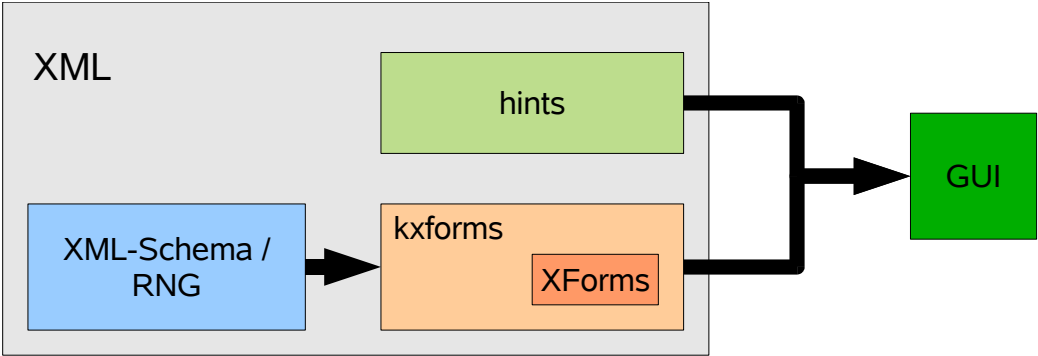 XML
hints
GUI
XML-Schema /
RNG
kxforms
XForms